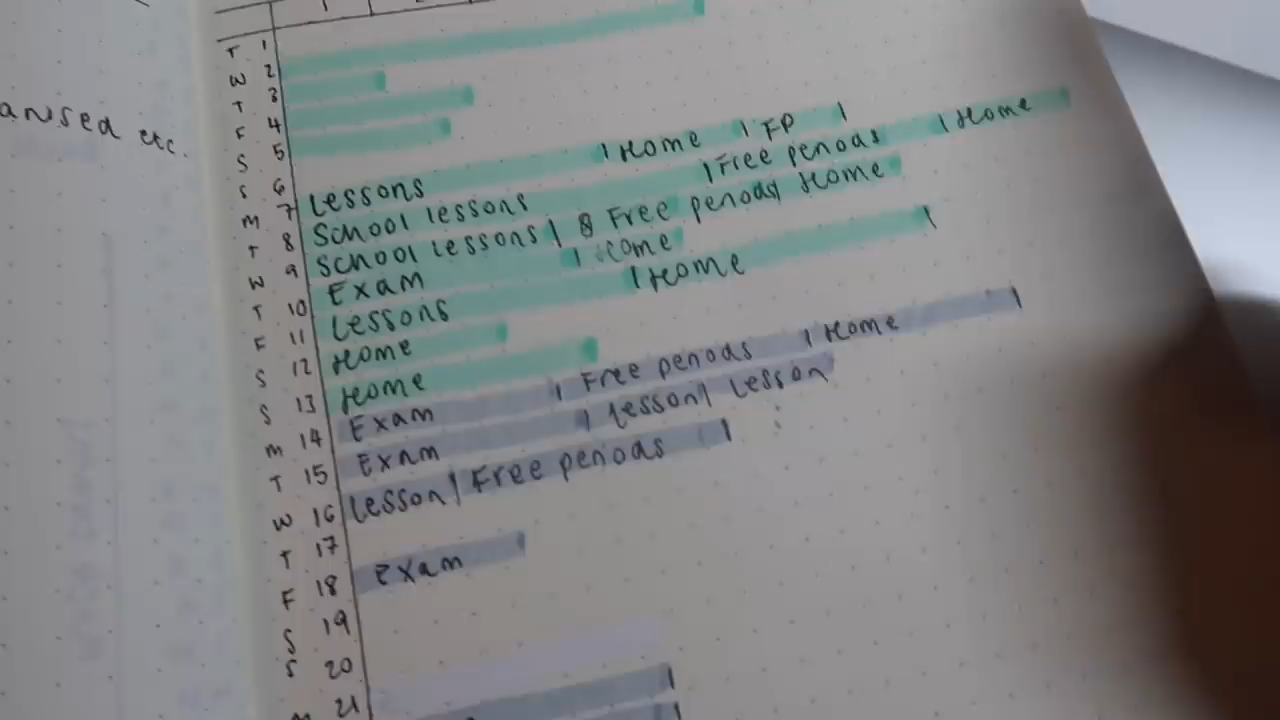 anised etc.
T 1
W 2
T 3
F 4
S 5
S 6
M 7 Lessons | Home | FP |
T 8 School lessons | Free periods | Home
W 9 School lessons | Free periods | Home
T 10 Exam | Home
F 11 Lessons | Home |
S 12 Home
S 13 Home
M 14 Exam | Free periods | Home |
T 15 Exam | lesson | Lesson
W 16 Lesson | Free periods |
T 17
F 18 Exam
S 19
S 20
M 21